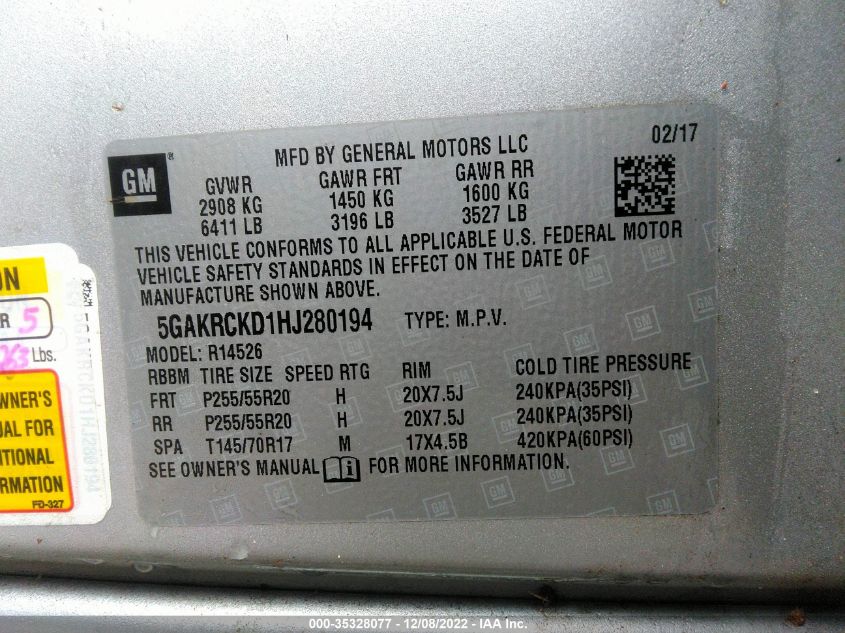 GM®
MFD BY GENERAL MOTORS LLC
02/17
GVWR GAWR FRT GAWR RR
2908 KG 1450 KG 1600 KG
6411 LB 3196 LB 3527 LB
THIS VEHICLE CONFORMS TO ALL APPLICABLE U.S. FEDERAL MOTOR
VEHICLE SAFETY STANDARDS IN EFFECT ON THE DATE OF
MANUFACTURE SHOWN ABOVE.
5GAKRCKD1HJ280194 TYPE: M.P.V.
MODEL: R14526
RBBM TIRE SIZE SPEED RTG RIM COLD TIRE PRESSURE
FRT P255/55R20 H 20X7.5J 240KPA(35PSI)
RR P255/55R20 H 20X7.5J 240KPA(35PSI)
SPA T145/70R17 M 17X4.5B 420KPA(60PSI)
SEE OWNER'S MANUAL FOR MORE INFORMATION.
ON
R 5
Lbs.
WNER'S
UAL FOR
ITIONAL
RMATION
FD-327
5GAKRCKD1HJ280194
000-35328077 - 12/08/2022 - IAA Inc.